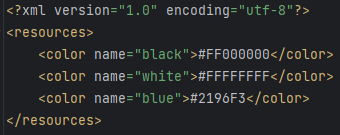 <?xml version="1.0" encoding="utf-8"?>
<resources>
    <color name="black">#FF000000</color>
    <color name="white">#FFFFFFFF</color>
    <color name="blue">#2196F3</color>
</resources>